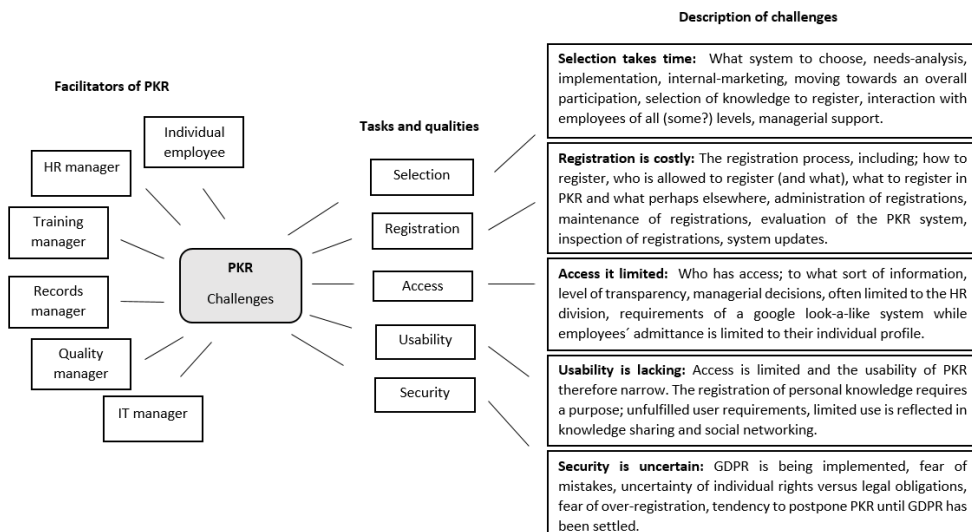 Description of challenges
Facilitators of PKR
Individual
employee
HR manager
Training
manager
Records
manager
Quality
manager
IT manager
PKR
Challenges
Tasks and qualities
Selection
Registration
Access
Usability
Security
Selection takes time: What system to choose, needs-analysis,
implementation, internal-marketing, moving towards an overall
participation, selection of knowledge to register, interaction with
employees of all (some?) levels, managerial support.
Registration is costly: The registration process, including; how to
register, who is allowed to register (and what), what to register in
PKR and what perhaps elsewhere, administration of registrations,
maintenance of registrations, evaluation of the PKR system,
inspection of registrations, system updates.
Access it limited: Who has access; to what sort of information,
level of transparency, managerial decisions, often limited to the HR
division, requirements of a google look-a-like system while
employees´ admittance is limited to their individual profile.
Usability is lacking: Access is limited and the usability of PKR
therefore narrow. The registration of personal knowledge requires
a purpose; unfulfilled user requirements, limited use is reflected in
knowledge sharing and social networking.
Security is uncertain: GDPR is being implemented, fear of
mistakes, uncertainty of individual rights versus legal obligations,
fear of over-registration, tendency to postpone PKR until GDPR has
been settled.